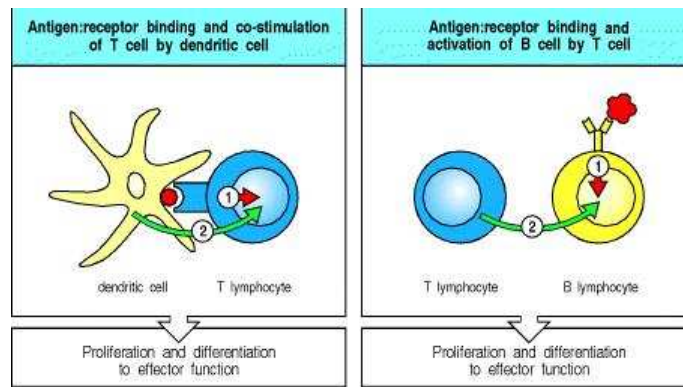 Antigen:receptor binding and co-stimulation
of T cell by dendritic cell
1
2
dendritic cell
T lymphocyte
Proliferation and differentiation
to effector function
Antigen:receptor binding and
activation of B cell by T cell
1
2
T lymphocyte
B lymphocyte
Proliferation and differentiation
to effector function